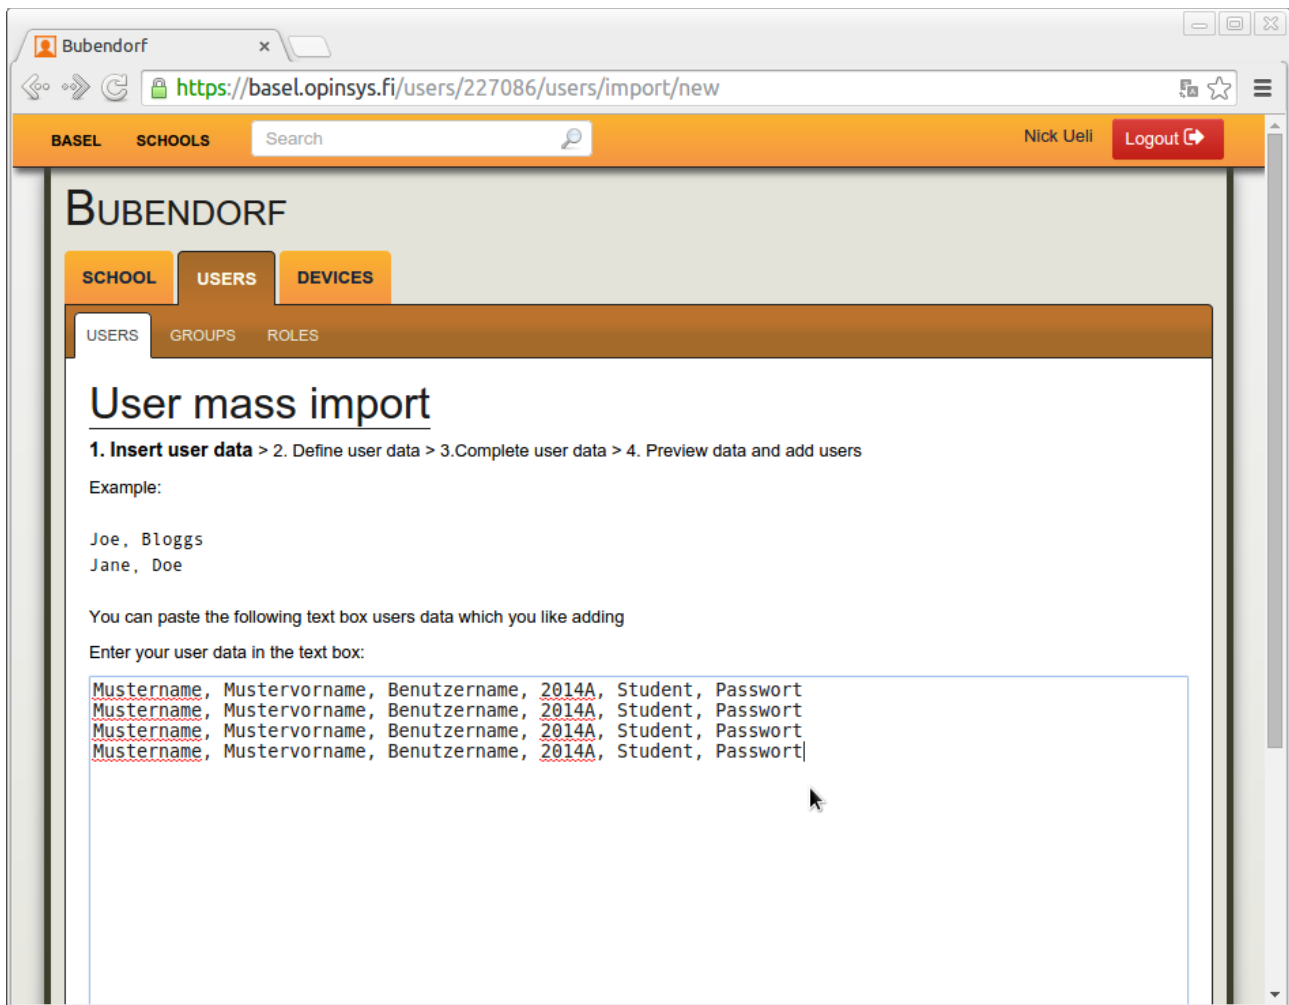 Bubendorf
https://basel.opinsys.fi/users/227086/users/import/new
BASEL SCHOOLS Search Nick Ueli Logout
BUBENDORF
SCHOOL USERS DEVICES
USERS GROUPS ROLES
User mass import
1. Insert user data > 2. Define user data > 3.Complete user data > 4. Preview data and add users
Example:
Joe, Bloggs
Jane, Doe
You can paste the following text box users data which you like adding
Enter your user data in the text box:
Mustername, Mustervorname, Benutzername, 2014A, Student, Passwort
Mustername, Mustervorname, Benutzername, 2014A, Student, Passwort
Mustername, Mustervorname, Benutzername, 2014A, Student, Passwort
Mustername, Mustervorname, Benutzername, 2014A, Student, Passwort